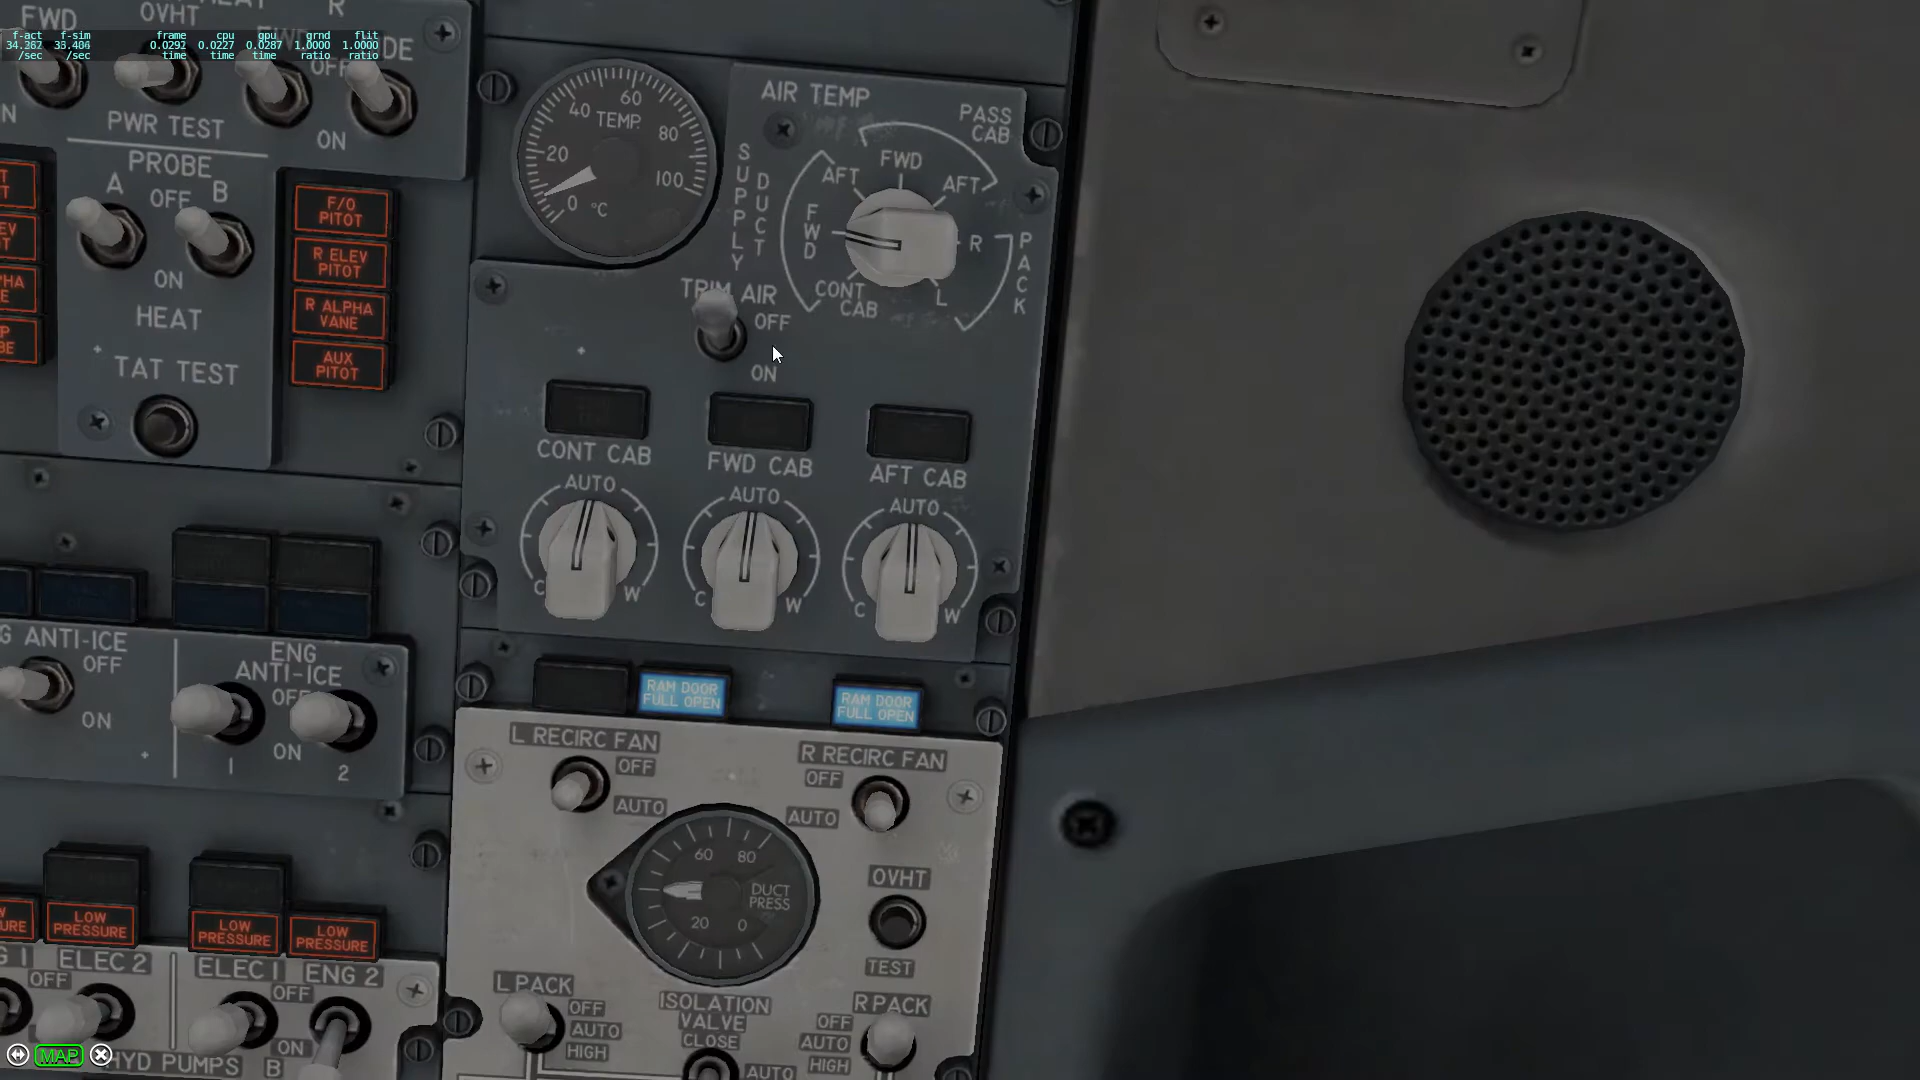 f-act f-sim frame cpu gpu grnd flit
34.267 0.0292 0.0227 0.0287 1.0000 1.0000
/sec /sec time time time ratio ratio
FWD
OVHT
R
OFF
PWR TEST
ON
PROBE
A
OFF
B
ON
HEAT
TAT TEST
F/O
PITOT
R ELEV
PITOT
R ALPHA
VANE
AUX
PITOT
0 20 40 60 80 100
TEMP
°C
AIR TEMP
SUPPLY
DUCT
PASS
CAB
FWD
AFT
AFT
FWD
CONT
CAB
R
L
PACK
TRIM AIR
OFF
ON
CONT CAB
FWD CAB
AFT CAB
AUTO
C W
AUTO
C W
AUTO
C W
RAM DOOR
FULL OPEN
RAM DOOR
FULL OPEN
ANTI-ICE
OFF
ON
ENG
ANTI-ICE
OFF
ON
1
2
L RECIRC FAN
OFF
AUTO
R RECIRC FAN
OFF
AUTO
60 80
20 0
DUCT
PRESS
OVHT
TEST
LOW
PRESSURE
LOW
PRESSURE
LOW
PRESSURE
ELEC 2
OFF
ELEC 1
ENG 2
OFF
ON
HYD PUMPS B
L PACK
OFF
AUTO
HIGH
ISOLATION
VALVE
CLOSE
AUTO
R PACK
OFF
AUTO
HIGH
MAP